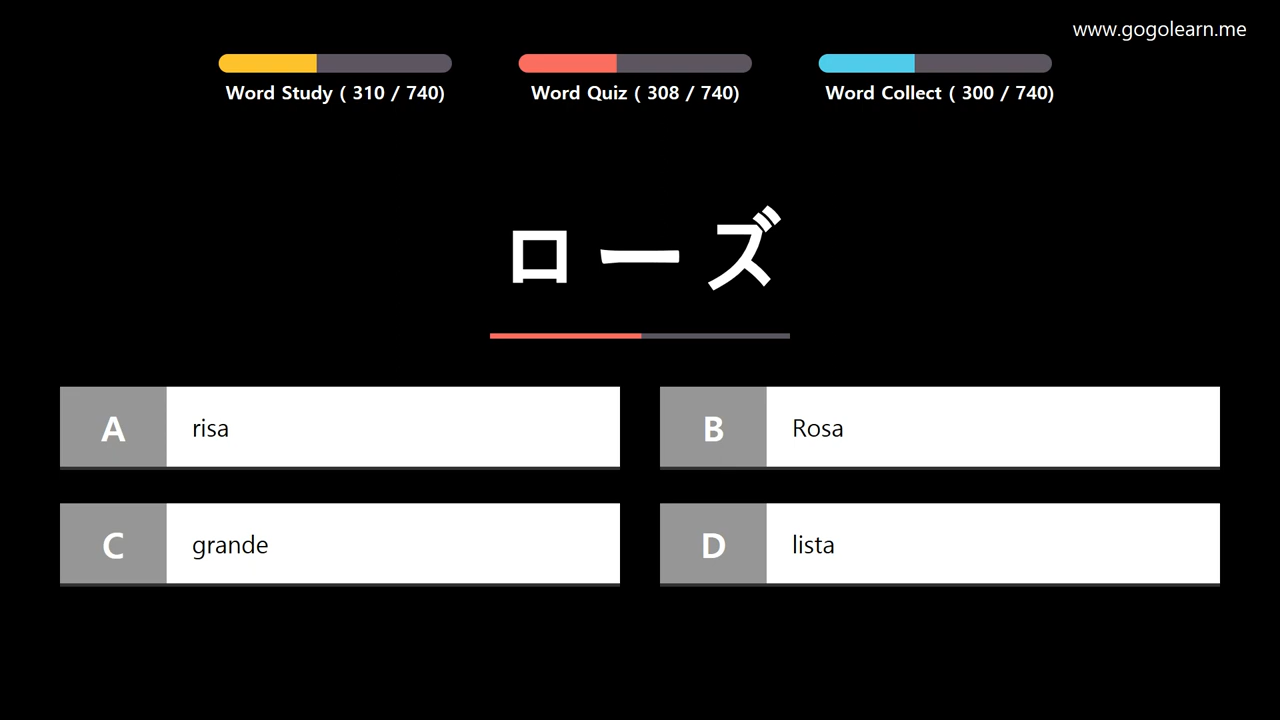 www.gogolearn.me
Word Study ( 310 / 740)
Word Quiz ( 308 / 740)
Word Collect ( 300 / 740)
ローズ
A risa
B Rosa
C grande
D lista